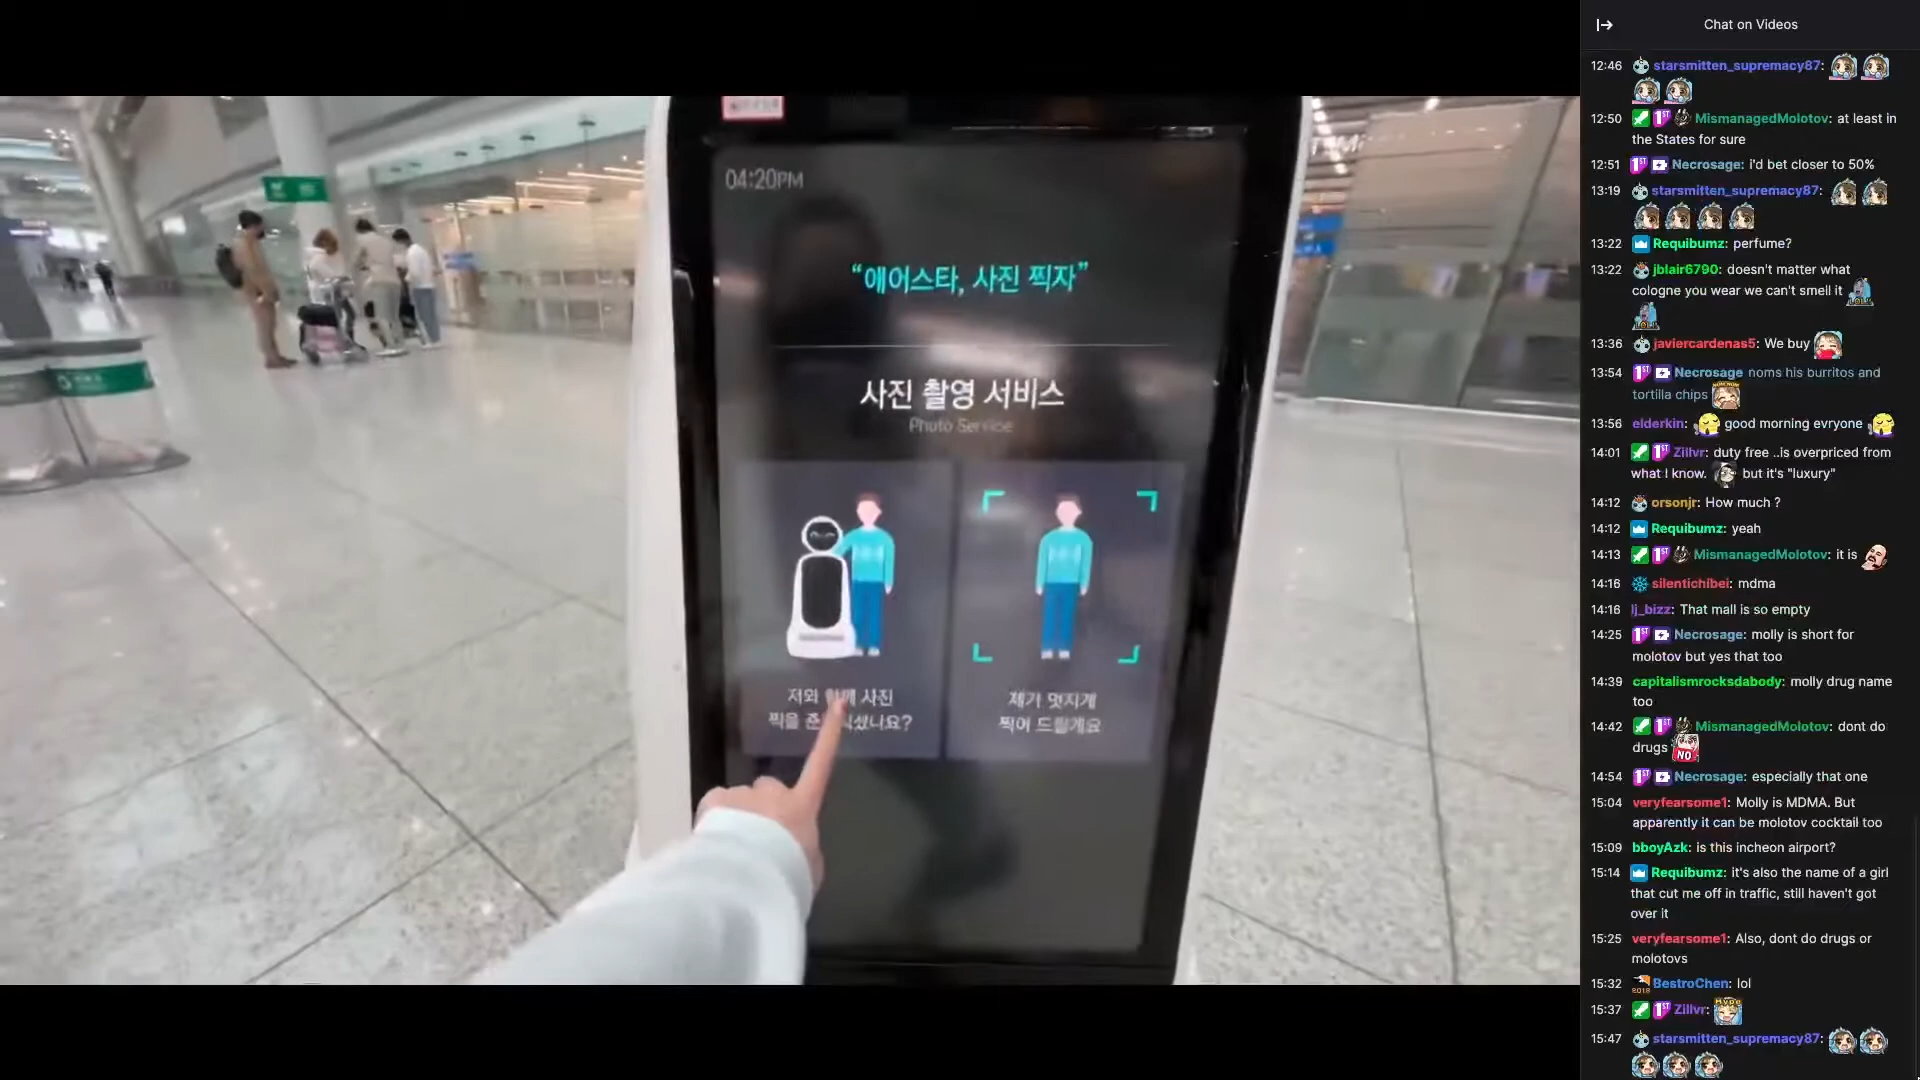 04:20PM
“에어스타, 사진 찍자”
사진 촬영 서비스
Photo Service
저와 함께 사진
찍을 준 셨나요?
제가 멋지게
찍어 드릴게요
Chat on Videos
12:46 starsmitten_supremacy87:
12:50 MismanagedMolotov: at least in
the States for sure
12:51 Necrosage: i'd bet closer to 50%
13:19 starsmitten_supremacy87:
13:22 Requibumz: perfume?
13:22 jblair6790: doesn't matter what
cologne you wear we can't smell it
13:36 javiercardenas5: We buy
13:54 Necrosage noms his burritos and
tortilla chips
13:56 elderkin: good morning evryone
14:01 Zillvr: duty free ..is overpriced from
what I know. but it's "luxury"
14:12 orsonjr: How much ?
14:12 Requibumz: yeah
14:13 MismanagedMolotov: it is
14:16 silentichibei: mdma
14:16 lj_bizz: That mall is so empty
14:25 Necrosage: molly is short for
molotov but yes that too
14:39 capitalismrocksdabody: molly drug name
too
14:42 MismanagedMolotov: dont do
drugs NO
14:54 Necrosage: especially that one
15:04 veryfearsome1: Molly is MDMA. But
apparently it can be molotov cocktail too
15:09 bboyAzk: is this incheon airport?
15:14 Requibumz: it's also the name of a girl
that cut me off in traffic, still haven't got
over it
15:25 veryfearsome1: Also, dont do drugs or
molotovs
15:32 BestroChen: lol
15:37 Zillvr:
15:47 starsmitten_supremacy87: